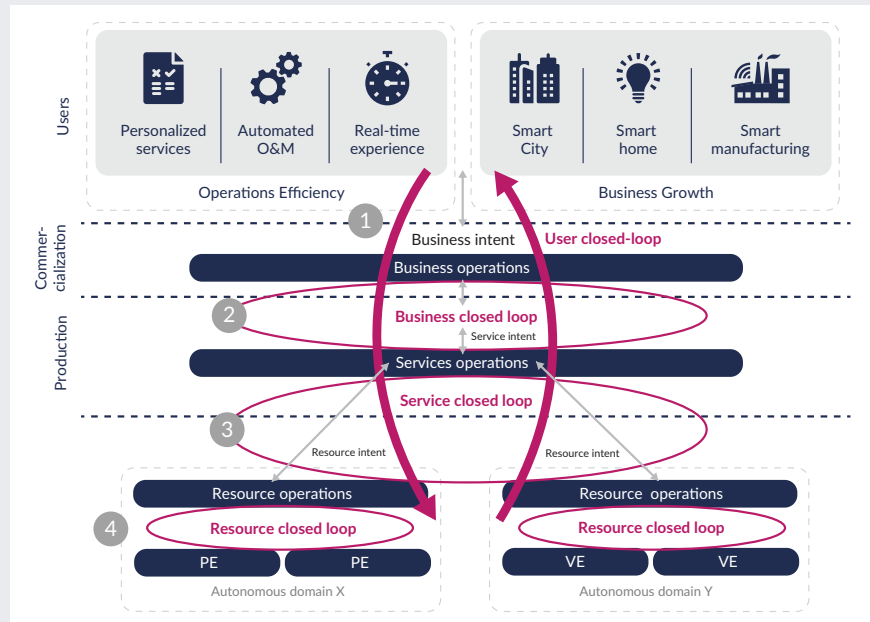 Users
Personalized
services
Automated
O&M
Real-time
experience
Smart
City
Smart
home
Smart
manufacturing
Operations Efficiency
Business Growth
1
Commer-
cialization
Business intent
User closed-loop
Business operations
2
Business closed loop
Service intent
Production
Services operations
Service closed loop
3
Resource intent
Resource intent
Resource operations
Resource operations
4
Resource closed loop
Resource closed loop
PE
PE
VE
VE
Autonomous domain X
Autonomous domain Y